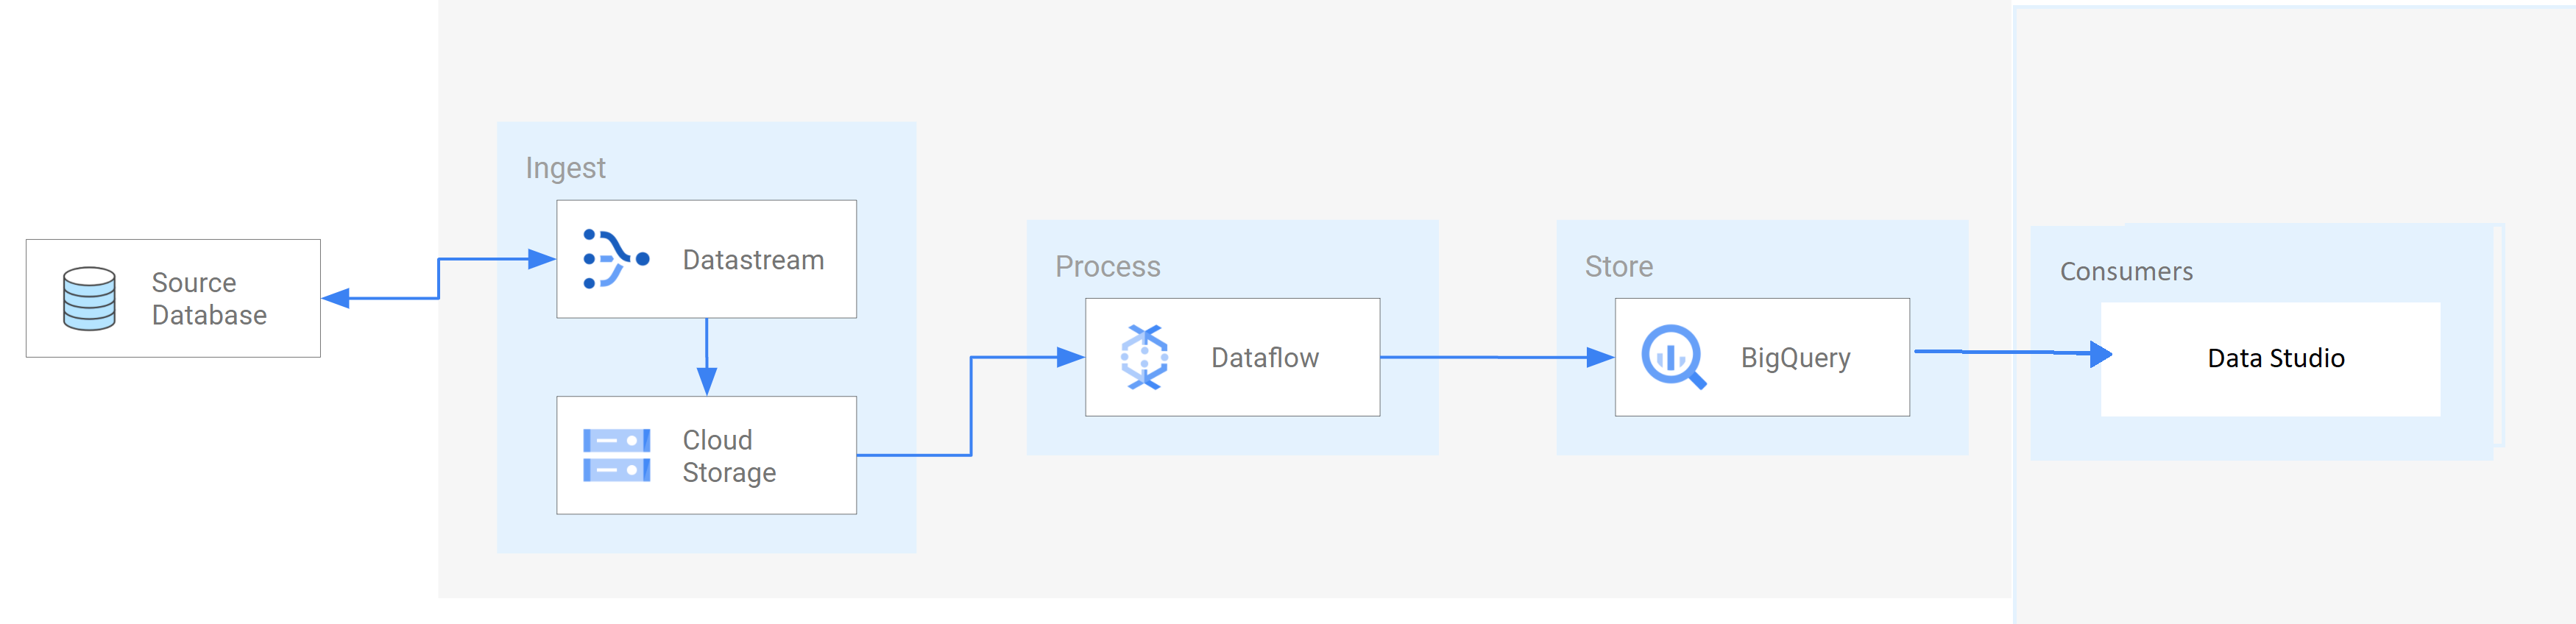 Source
Database
Ingest
Datastream
Cloud
Storage
Process
Dataflow
Store
BigQuery
Consumers
Data Studio